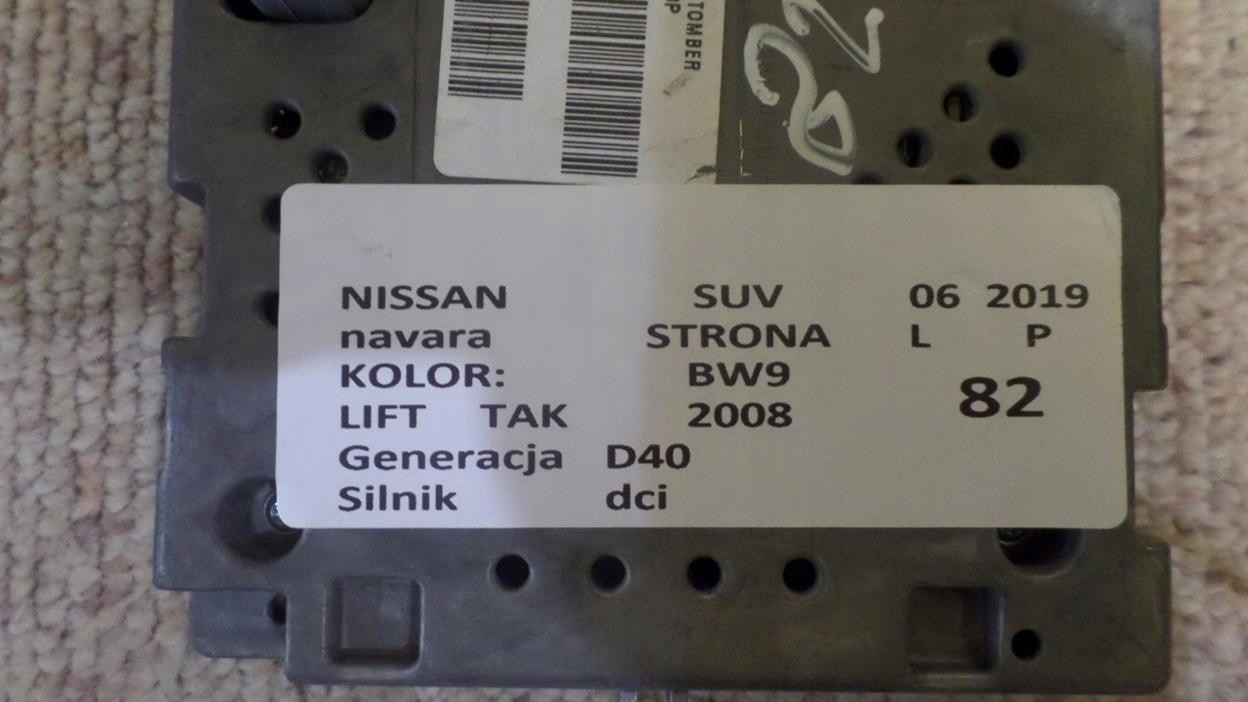 TOMBER
NISSAN SUV 06 2019
navara STRONA L P
KOLOR: BW9
82
LIFT TAK 2008
Generacja D40
Silnik dci